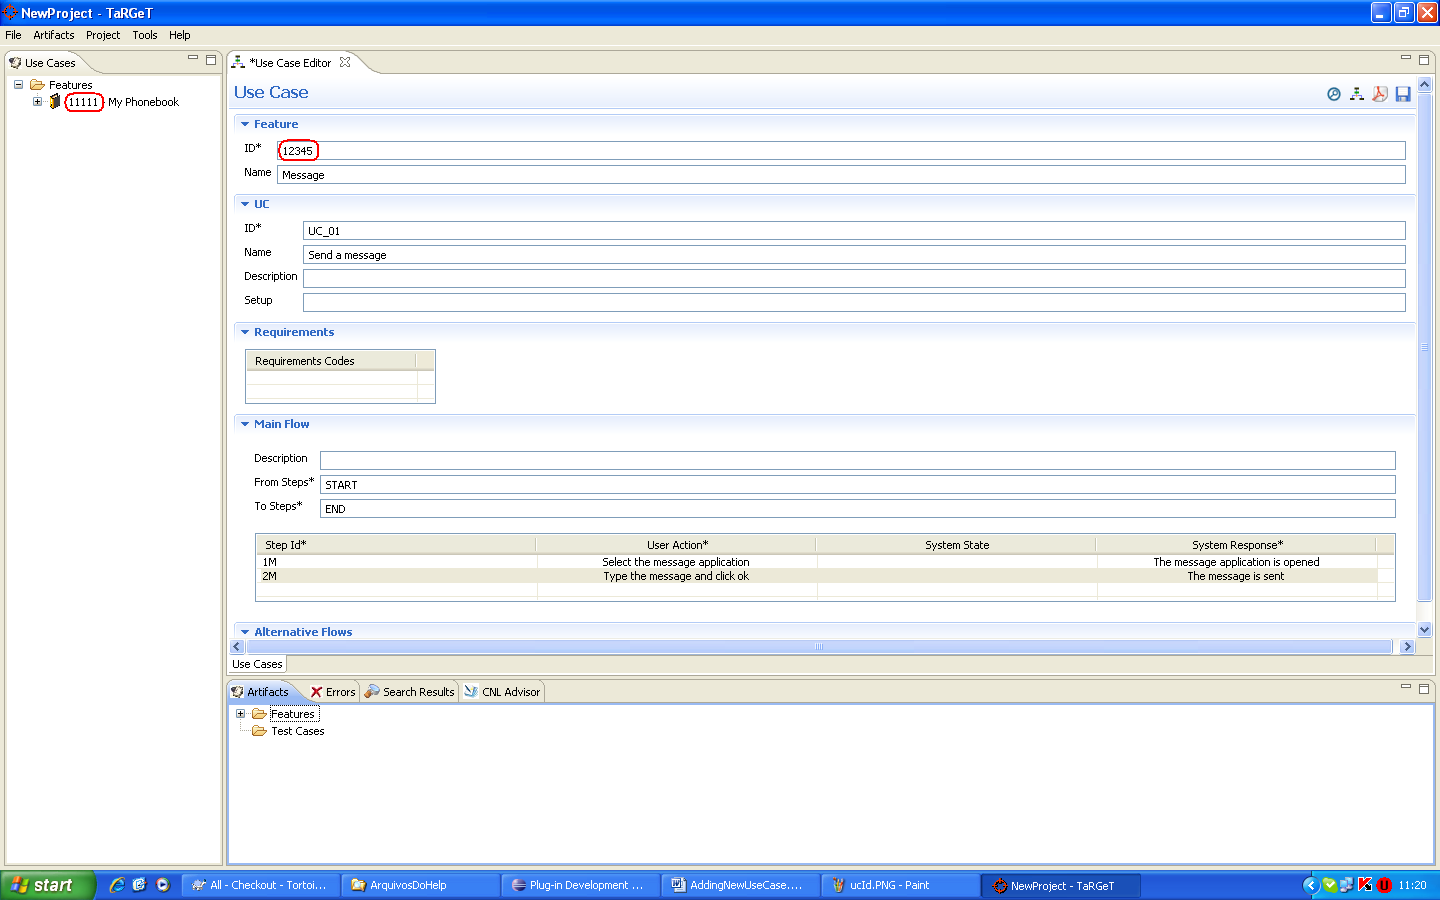 NewProject - TaRGeT
File Artifacts Project Tools Help
Use Cases
Features
11111 My Phonebook
*Use Case Editor
Use Case
Feature
ID* 12345
Name Message
UC
ID* UC_01
Name Send a message
Description
Setup
Requirements
Requirements Codes
Main Flow
Description
From Steps* START
To Steps* END
Step Id* User Action* System State System Response*
1M Select the message application The message application is opened
2M Type the message and click ok The message is sent
Alternative Flows
Use Cases
Artifacts Errors Search Results CNL Advisor
Features
Test Cases
start All - Checkout - Tortoi... ArquivosDoHelp Plug-in Development ... AddingNewUseCase.... ucId.PNG - Paint NewProject - TaRGeT 11:20